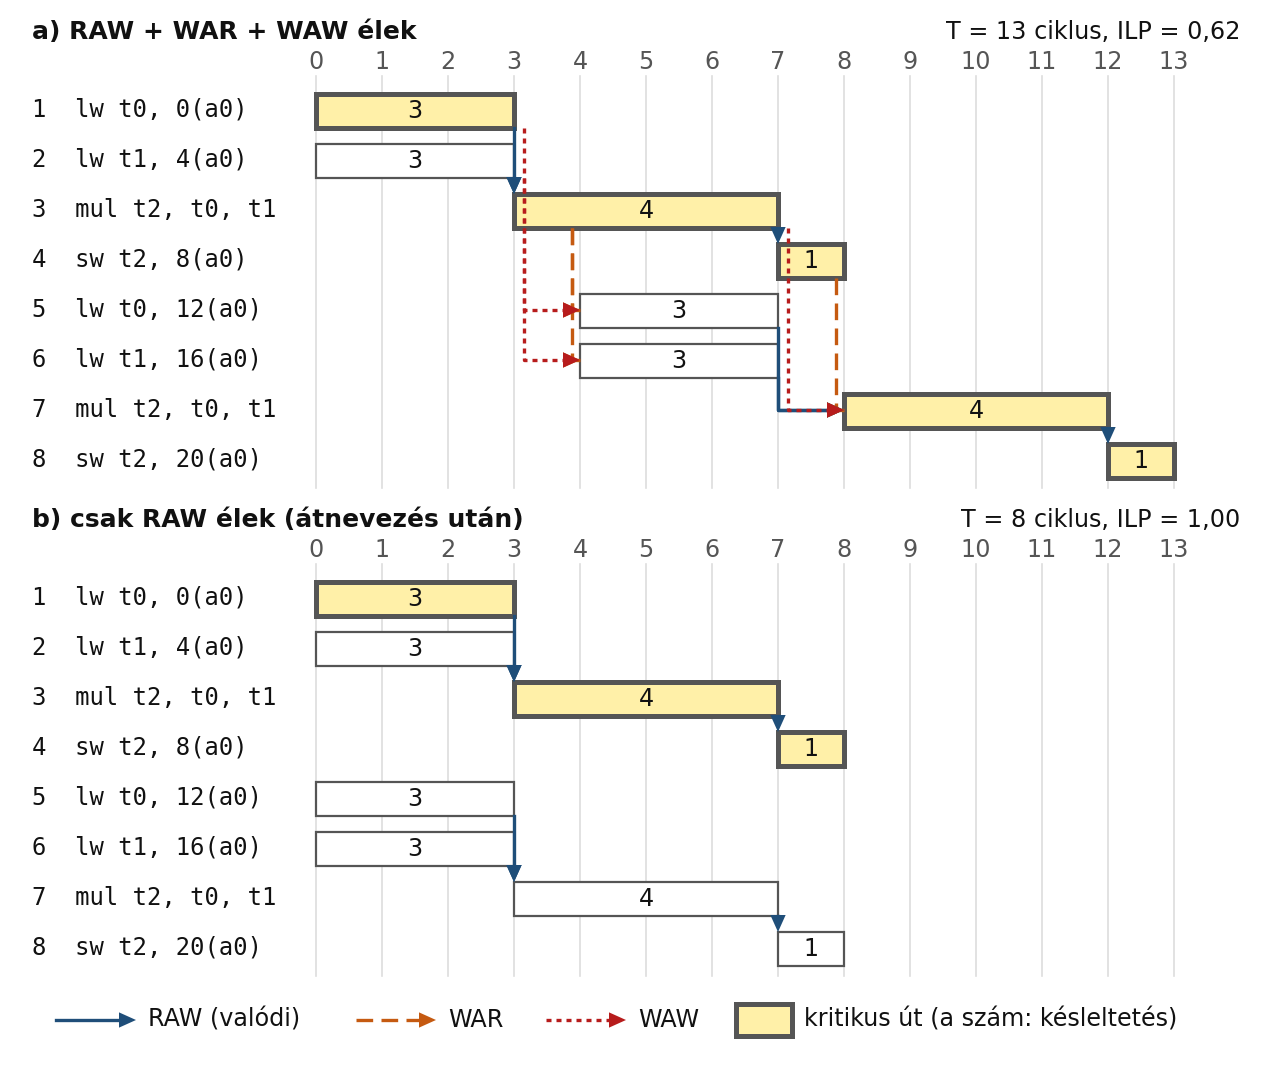 a) RAW + WAR + WAW élek T = 13 ciklus, ILP = 0,62
0 1 2 3 4 5 6 7 8 9 10 11 12 13
1 lw t0, 0(a0) 3
2 lw t1, 4(a0) 3
3 mul t2, t0, t1 4
4 sw t2, 8(a0) 1
5 lw t0, 12(a0) 3
6 lw t1, 16(a0) 3
7 mul t2, t0, t1 4
8 sw t2, 20(a0) 1
b) csak RAW élek (átnevezés után) T = 8 ciklus, ILP = 1,00
0 1 2 3 4 5 6 7 8 9 10 11 12 13
1 lw t0, 0(a0) 3
2 lw t1, 4(a0) 3
3 mul t2, t0, t1 4
4 sw t2, 8(a0) 1
5 lw t0, 12(a0) 3
6 lw t1, 16(a0) 3
7 mul t2, t0, t1 4
8 sw t2, 20(a0) 1
RAW (valódi) WAR WAW kritikus út (a szám: késleltetés)